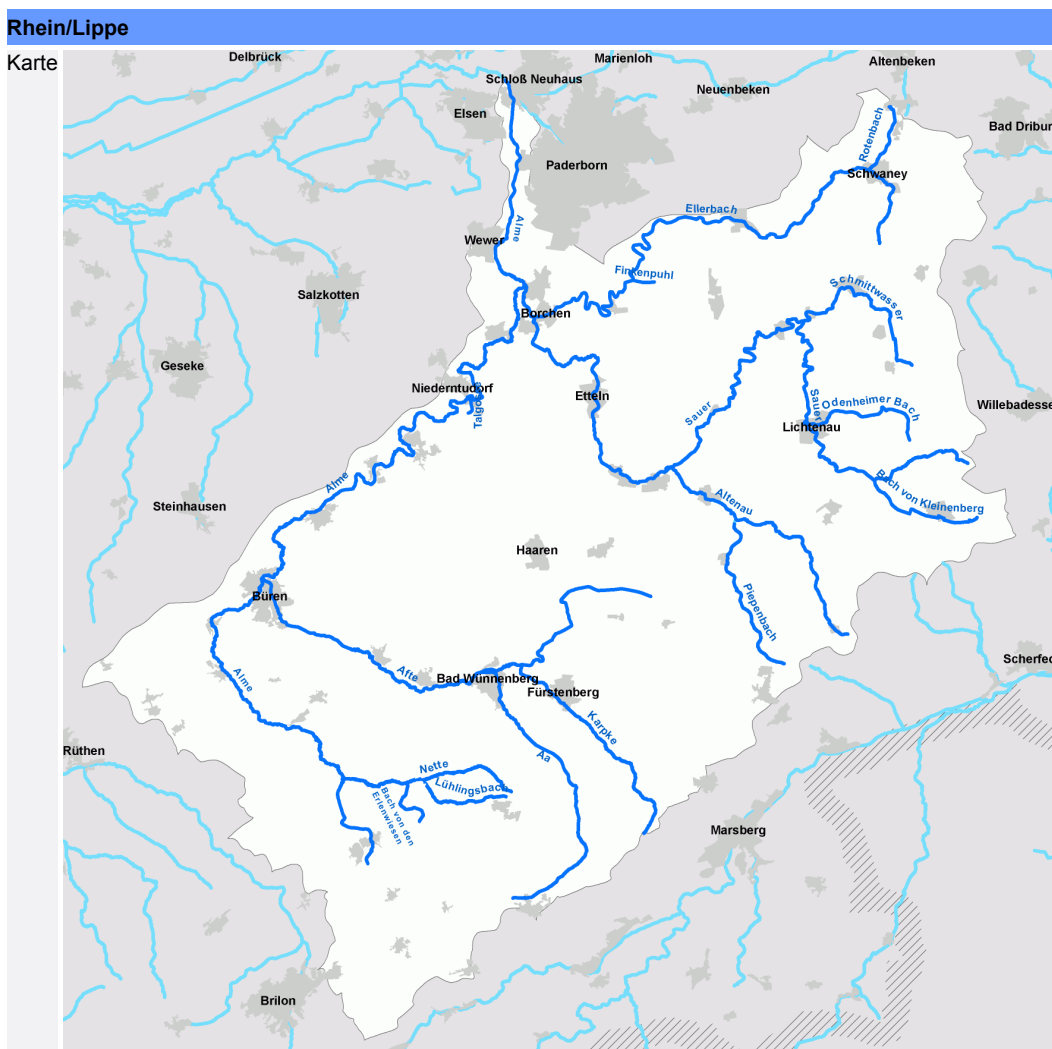 Rhein/Lippe
Karte
Delbrück
Marienloh
Altenbeken
Schloß Neuhaus
Neuenbeken
Elsen
Bad Dribur
Rotenbach
Paderborn
Schwaney
Ellerbach
Alme
Wewer
Finkenpuhl
Schmittwasser
Salzkotten
Borchen
Geseke
Niederntudorf
Etteln
Talgosse
Sauer
Sauer
Odenheimer Bach
Willebadesse
Lichtenau
Alme
Bach von Kleinenberg
Steinhausen
Altenau
Haaren
Büren
Piepenbach
Scherfed
Alme
Afte
Bad Wünnenberg
Fürstenberg
Karpke
Rüthen
Aa
Nette
Lühlingsbach
Bach von den
Erlenwiesen
Marsberg
Brilon